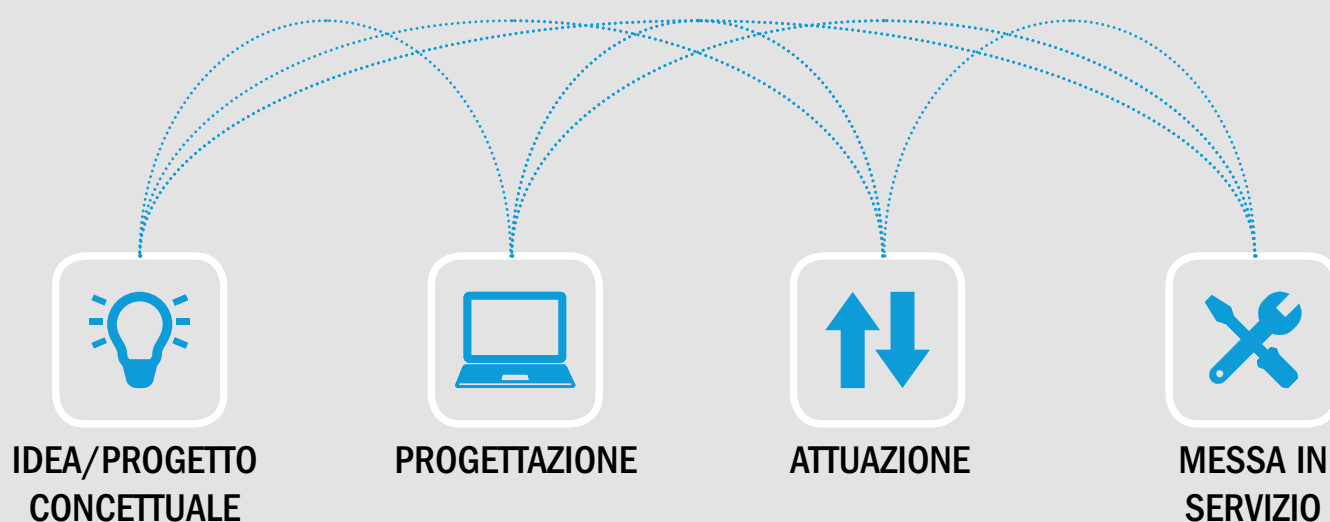 IDEA/PROGETTO
CONCETTUALE
PROGETTAZIONE
ATTUAZIONE
MESSA IN
SERVIZIO